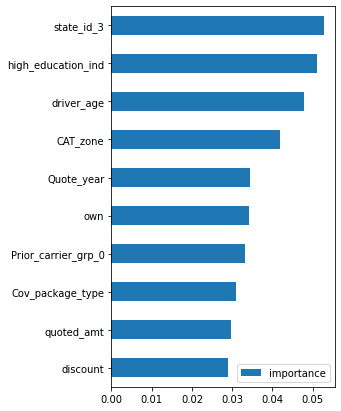 state_id_3
high_education_ind
driver_age
CAT_zone
Quote_year
own
Prior_carrier_grp_0
Cov_package_type
quoted_amt
discount
importance
0.00 0.01 0.02 0.03 0.04 0.05